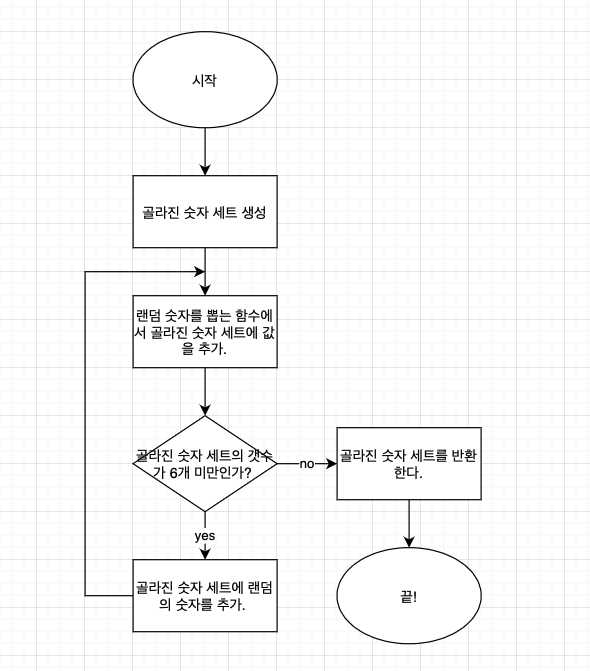 시작
골라진 숫자 세트 생성
랜덤 숫자를 뽑는 함수에
서 골라진 숫자 세트에 값
을 추가.
골라진 숫자 세트의 갯수
가 6개 미만인가?
no
골라진 숫자 세트를 반환
한다.
yes
골라진 숫자 세트에 랜덤
의 숫자를 추가.
끝!